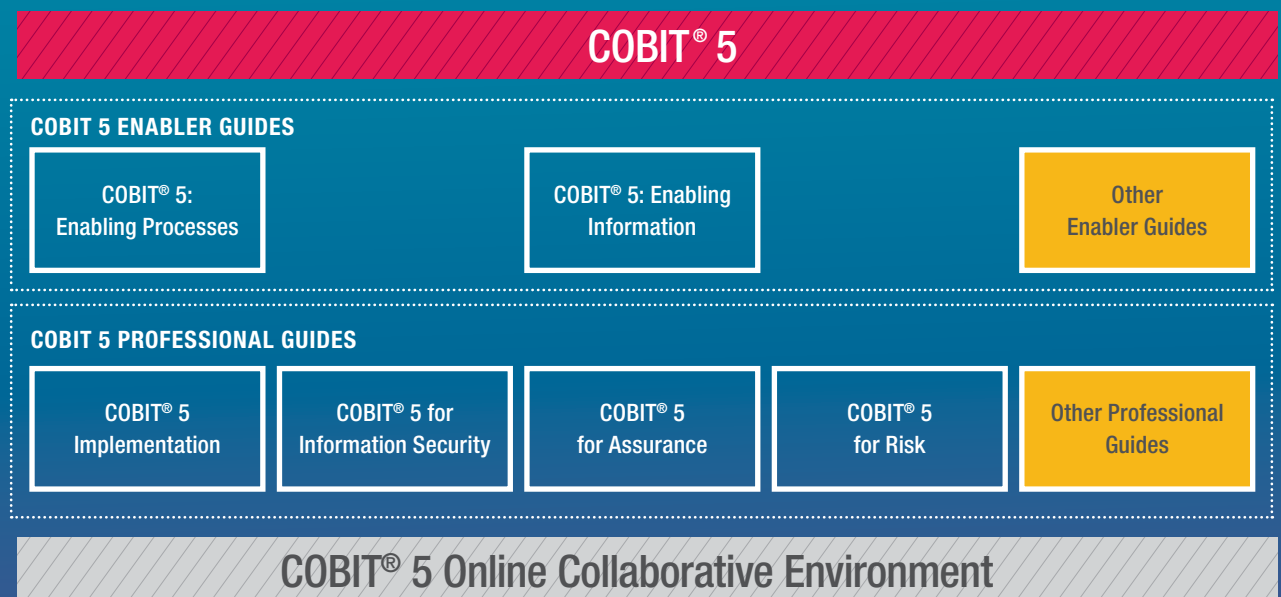 COBIT® 5
COBIT 5 ENABLER GUIDES
COBIT® 5:
Enabling Processes
COBIT® 5: Enabling
Information
Other
Enabler Guides
COBIT 5 PROFESSIONAL GUIDES
COBIT® 5
Implementation
COBIT® 5 for
Information Security
COBIT® 5
for Assurance
COBIT® 5
for Risk
Other Professional
Guides
COBIT® 5 Online Collaborative Environment